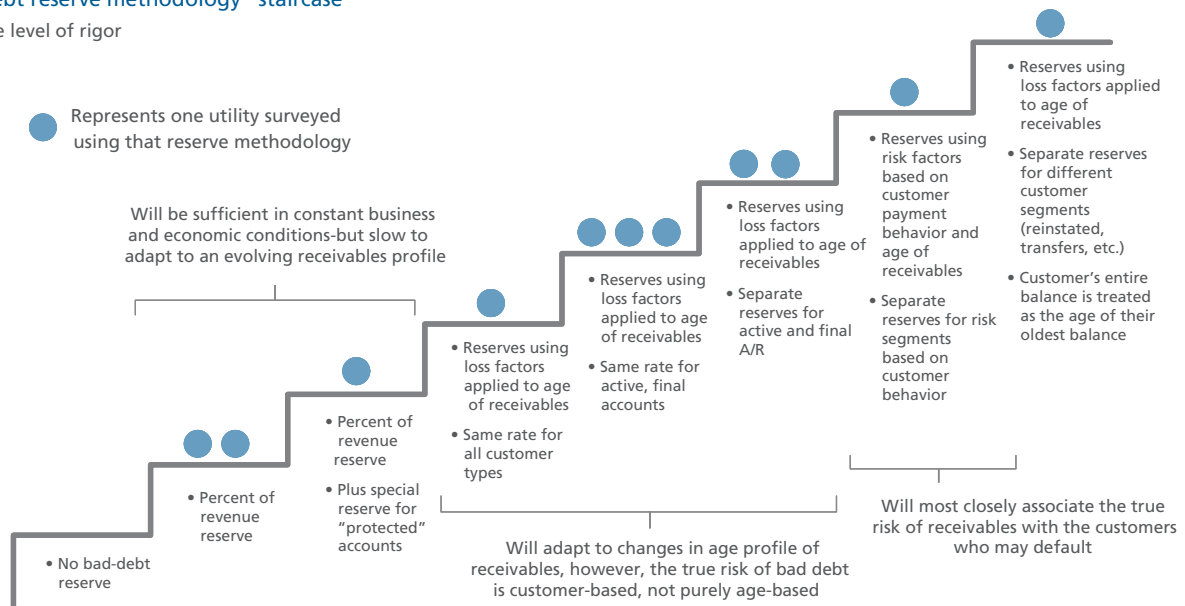 reserve methodology" staircase
level of rigor
Represents one utility surveyed
using that reserve methodology
Will be sufficient in constant business
and economic conditions-but slow to
adapt to an evolving receivables profile
• No bad-debt
reserve
• Percent of
revenue
reserve
• Percent of
revenue
reserve
• Plus special
reserve for
“protected”
accounts
• Reserves using
loss factors
applied to age
of receivables
• Same rate for
all customer
types
• Reserves using
loss factors
applied to age
of receivables
• Same rate for
active, final
accounts
• Reserves using
loss factors
applied to age of
receivables
• Separate
reserves for
active and final
A/R
• Reserves using
risk factors
based on
customer
payment
behavior and
age of
receivables
• Separate
reserves for risk
segments
based on
customer
behavior
• Reserves using
loss factors applied
to age of
receivables
• Separate reserves
for different
customer
segments
(reinstated,
transfers, etc.)
• Customer’s entire
balance is treated
as the age of their
oldest balance
Will adapt to changes in age profile of
receivables, however, the true risk of bad debt
is customer-based, not purely age-based
Will most closely associate the true
risk of receivables with the customers
who may default